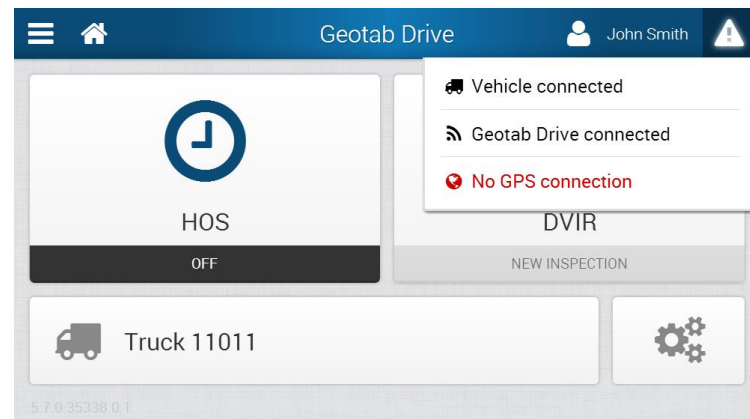 Geotab Drive
John Smith
Vehicle connected
Geotab Drive connected
No GPS connection
HOS
DVIR
OFF
NEW INSPECTION
Truck 11011
5.7.0.35338.0.1